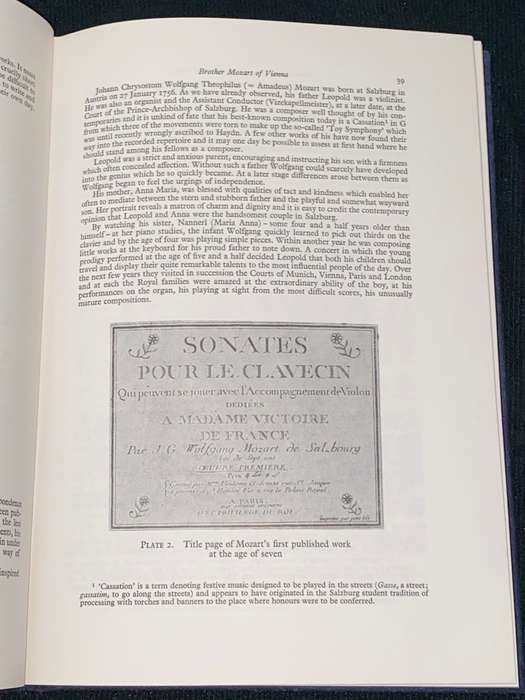 Brother Mozart of Vienna
39
Johann Chrysostom Wolfgang Theophilus (= Amadeus) Mozart was born at Salzburg in
Austria on 27 January 1756. As we have already observed, his father Leopold was a violinist.
He was also an organist and the Assistant Conductor (Vizekapellmeister), at a later date, at the
Court of the Prince-Archbishop of Salzburg. He was a composer well thought of by his con-
temporaries and it is unkind of fate that his best-known composition today is a Cassation¹ in G
from which three of the movements were torn to make up the so-called 'Toy Symphony' which
was until recently wrongly ascribed to Haydn. A few other works of his have now found their
way into the recorded repertoire and it may one day be possible to assess at first hand where he
should stand among his fellows as a composer.
Leopold was a strict and anxious parent, encouraging and instructing his son with a firmness
which often concealed affection. Without such a father Wolfgang could scarcely have developed
into the genius which he so quickly became. At a later stage differences arose between them as
Wolfgang began to feel the urgings of independence.
His mother, Anna Maria, was blessed with qualities of tact and kindness which enabled her
often to mediate between the stern and stubborn father and the playful and somewhat wayward
son. Her portrait reveals a matron of charm and dignity and it is easy to credit the contemporary
opinion that Leopold and Anna were the handsomest couple in Salzburg.
By watching his sister, Nannerl (Maria Anna) – some four and a half years older than
himself – at her piano studies, the infant Wolfgang quickly learned to pick out thirds on the
clavier and by the age of four was playing simple pieces. Within another year he was composing
little works at the keyboard for his proud father to note down. A concert in which the young
prodigy performed at the age of five and a half decided Leopold that both his children should
travel and display their quite remarkable talents to the most influential people of the day. Over
the next few years they visited in succession the Courts of Munich, Vienna, Paris and London
and at each the Royal families were amazed at the extraordinary ability of the boy, at his
performances on the organ, his playing at sight from the most difficult scores, his unusually
mature compositions.
SONATES
POUR LE CLAVECIN
Qui peuvent se jouer avec l'Accompagnement de Violon
DEDIÉES
A MADAME VICTOIRE
DE FRANCE
Par J. G. Wolfgang Mozart de Salzbourg
ŒUVRE PREMIERE
A PARIS
AVEC PRIVILEGE DU ROI
PLATE 2. Title page of Mozart's first published work
at the age of seven
¹ 'Cassation' is a term denoting festive music designed to be played in the streets (Gasse, a street;
gassatim, to go along the streets) and appears to have originated in the Salzburg student tradition of
processing with torches and banners to the place where honours were to be conferred.